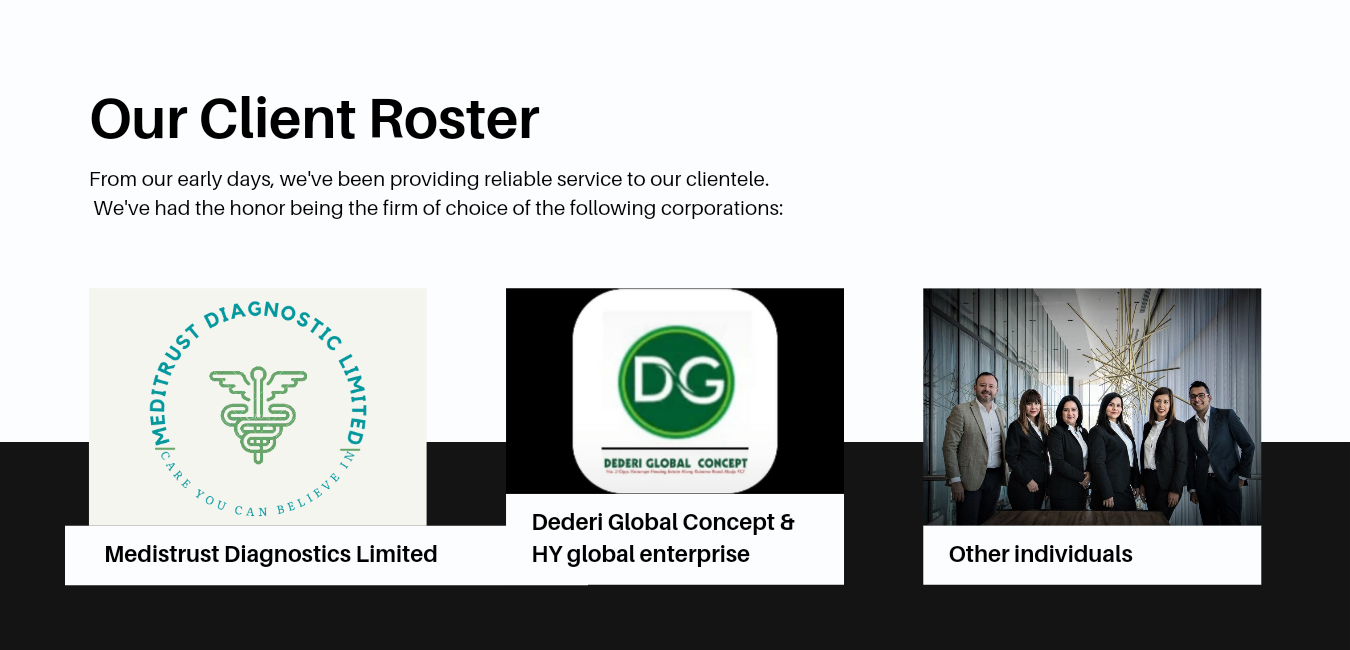 Our Client Roster
From our early days, we've been providing reliable service to our clientele.
We've had the honor being the firm of choice of the following corporations:
MEDITRUST DIAGNOSTIC LIMITED
CARE YOU CAN BELIEVE IN
Medistrust Diagnostics Limited
DG
DEDERI GLOBAL CONCEPT
Dederi Global Concept &
HY global enterprise
Other individuals